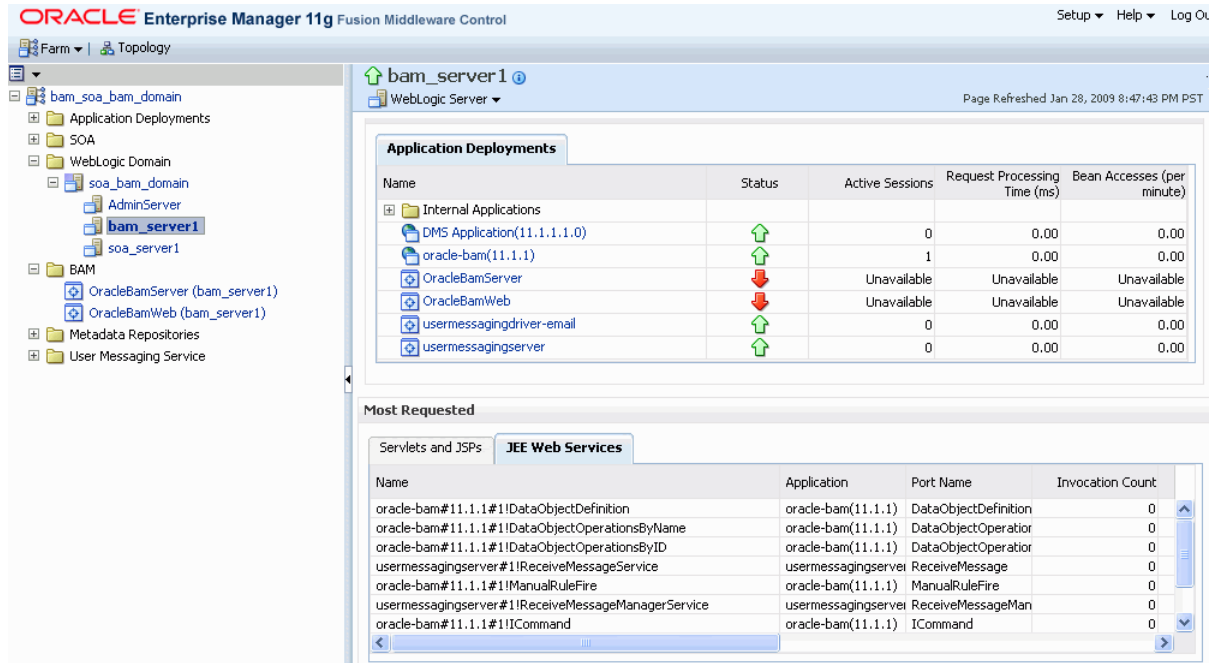 ORACLE Enterprise Manager 11g Fusion Middleware Control
Setup Help Log Ou
Farm | Topology
bam_soa_bam_domain
Application Deployments
SOA
WebLogic Domain
soa_bam_domain
AdminServer
bam_server1
soa_server1
BAM
OracleBamServer (bam_server1)
OracleBamWeb (bam_server1)
Metadata Repositories
User Messaging Service
bam_server1
WebLogic Server
Page Refreshed Jan 28, 2009 8:47:43 PM PST
Application Deployments
Name Status Active Sessions Request Processing Time (ms) Bean Accesses (per minute)
Internal Applications
DMS Application(11.1.1.1.0) 0 0.00 0.00
oracle-bam(11.1.1) 1 0.00 0.00
OracleBamServer Unavailable Unavailable Unavailable
OracleBamWeb Unavailable Unavailable Unavailable
usermessagingdriver-email 0 0.00 0.00
usermessagingserver 0 0.00 0.00
Most Requested
Servlets and JSPs JEE Web Services
Name Application Port Name Invocation Count
oracle-bam#11.1.1#1!DataObjectDefinition oracle-bam(11.1.1) DataObjectDefinition 0
oracle-bam#11.1.1#1!DataObjectOperationsByName oracle-bam(11.1.1) DataObjectOperation 0
oracle-bam#11.1.1#1!DataObjectOperationsByID oracle-bam(11.1.1) DataObjectOperation 0
usermessagingserver#1!ReceiveMessageService usermessagingserver ReceiveMessage 0
oracle-bam#11.1.1#1!ManualRuleFire oracle-bam(11.1.1) ManualRuleFire 0
usermessagingserver#1!ReceiveMessageManagerService usermessagingserver ReceiveMessageMan 0
oracle-bam#11.1.1#1!ICommand oracle-bam(11.1.1) ICommand 0